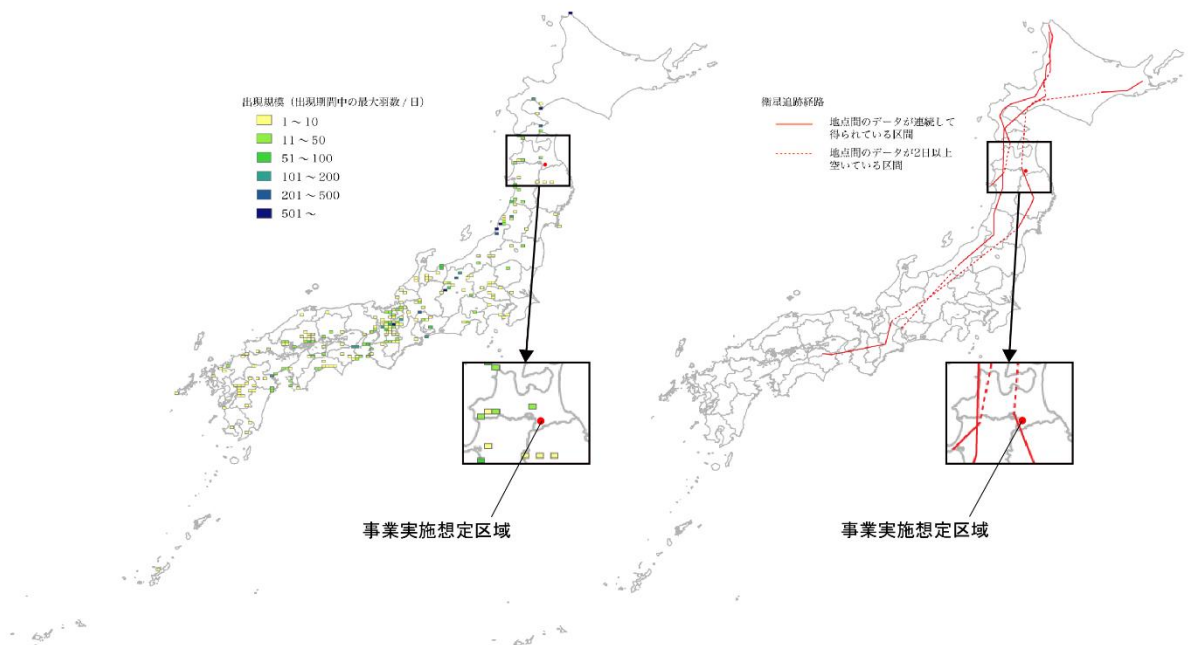 出現規模（出現期間中の最大羽数 / 日）
1～10
11～50
51～100
101～200
201～500
501～
事業実施想定区域
衛星追跡経路
地点間のデータが連続して
得られている区間
地点間のデータが2日以上
空いている区間
事業実施想定区域